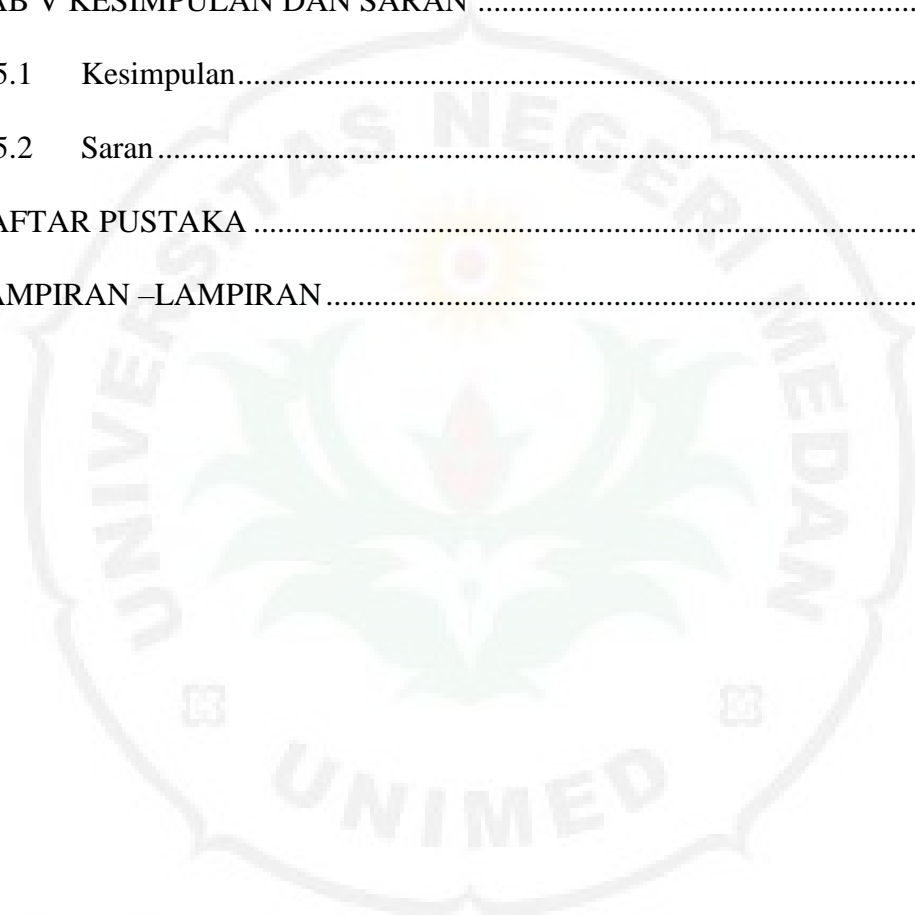 AB V KESIMPULAN DAN SARAN ........................................................
5.1 Kesimpulan.....................................................................................
5.2 Saran...............................................................................................
AFTAR PUSTAKA ...................................................................................
AMPIRAN –LAMPIRAN.........................................................................
UNIVERSITAS NEGERI MEDAN
UNIMED